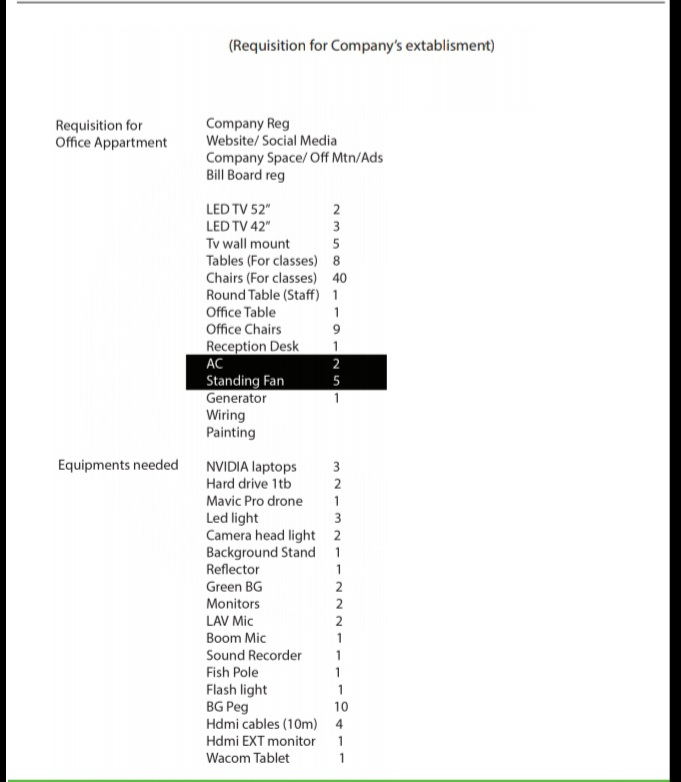 (Requisition for Company's extablisment)
Requisition for
Office Appartment
Company Reg
Website/ Social Media
Company Space/ Off Mtn/Ads
Bill Board reg
LED TV 52" 2
LED TV 42" 3
Tv wall mount 5
Tables (For classes) 8
Chairs (For classes) 40
Round Table (Staff) 1
Office Table 1
Office Chairs 9
Reception Desk 1
AC 2
Standing Fan 5
Generator 1
Wiring
Painting
Equipments needed
NVIDIA laptops 3
Hard drive 1tb 2
Mavic Pro drone 1
Led light 3
Camera head light 2
Background Stand 1
Reflector 1
Green BG 2
Monitors 2
LAV Mic 2
Boom Mic 1
Sound Recorder 1
Fish Pole 1
Flash light 1
BG Peg 10
Hdmi cables (10m) 4
Hdmi EXT monitor 1
Wacom Tablet 1